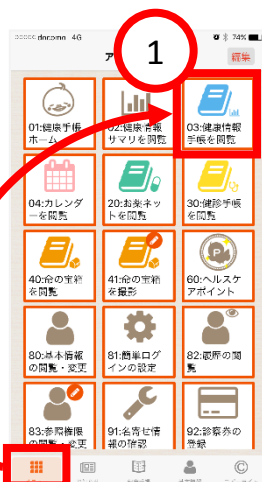 docomo 4G
74%
ア
1
編集
01:健康手帳
ホーム
02:健康情報
サマリを閲覧
03:健康情報
手帳を閲覧
04:カレンダ
ーを閲覧
20:お薬ネッ
トを閲覧
30:健診手帳
を閲覧
40:命の宝箱
を閲覧
41:命の宝箱
を撮影
60:ヘルスケ
アポイント
80:基本情報
の閲覧・変更
81:簡単ログ
インの設定
82:履歴の閲
覧
83:参照権限
の閲覧・変更
91:名寄せ情
報の確認
92:診察券の
登録